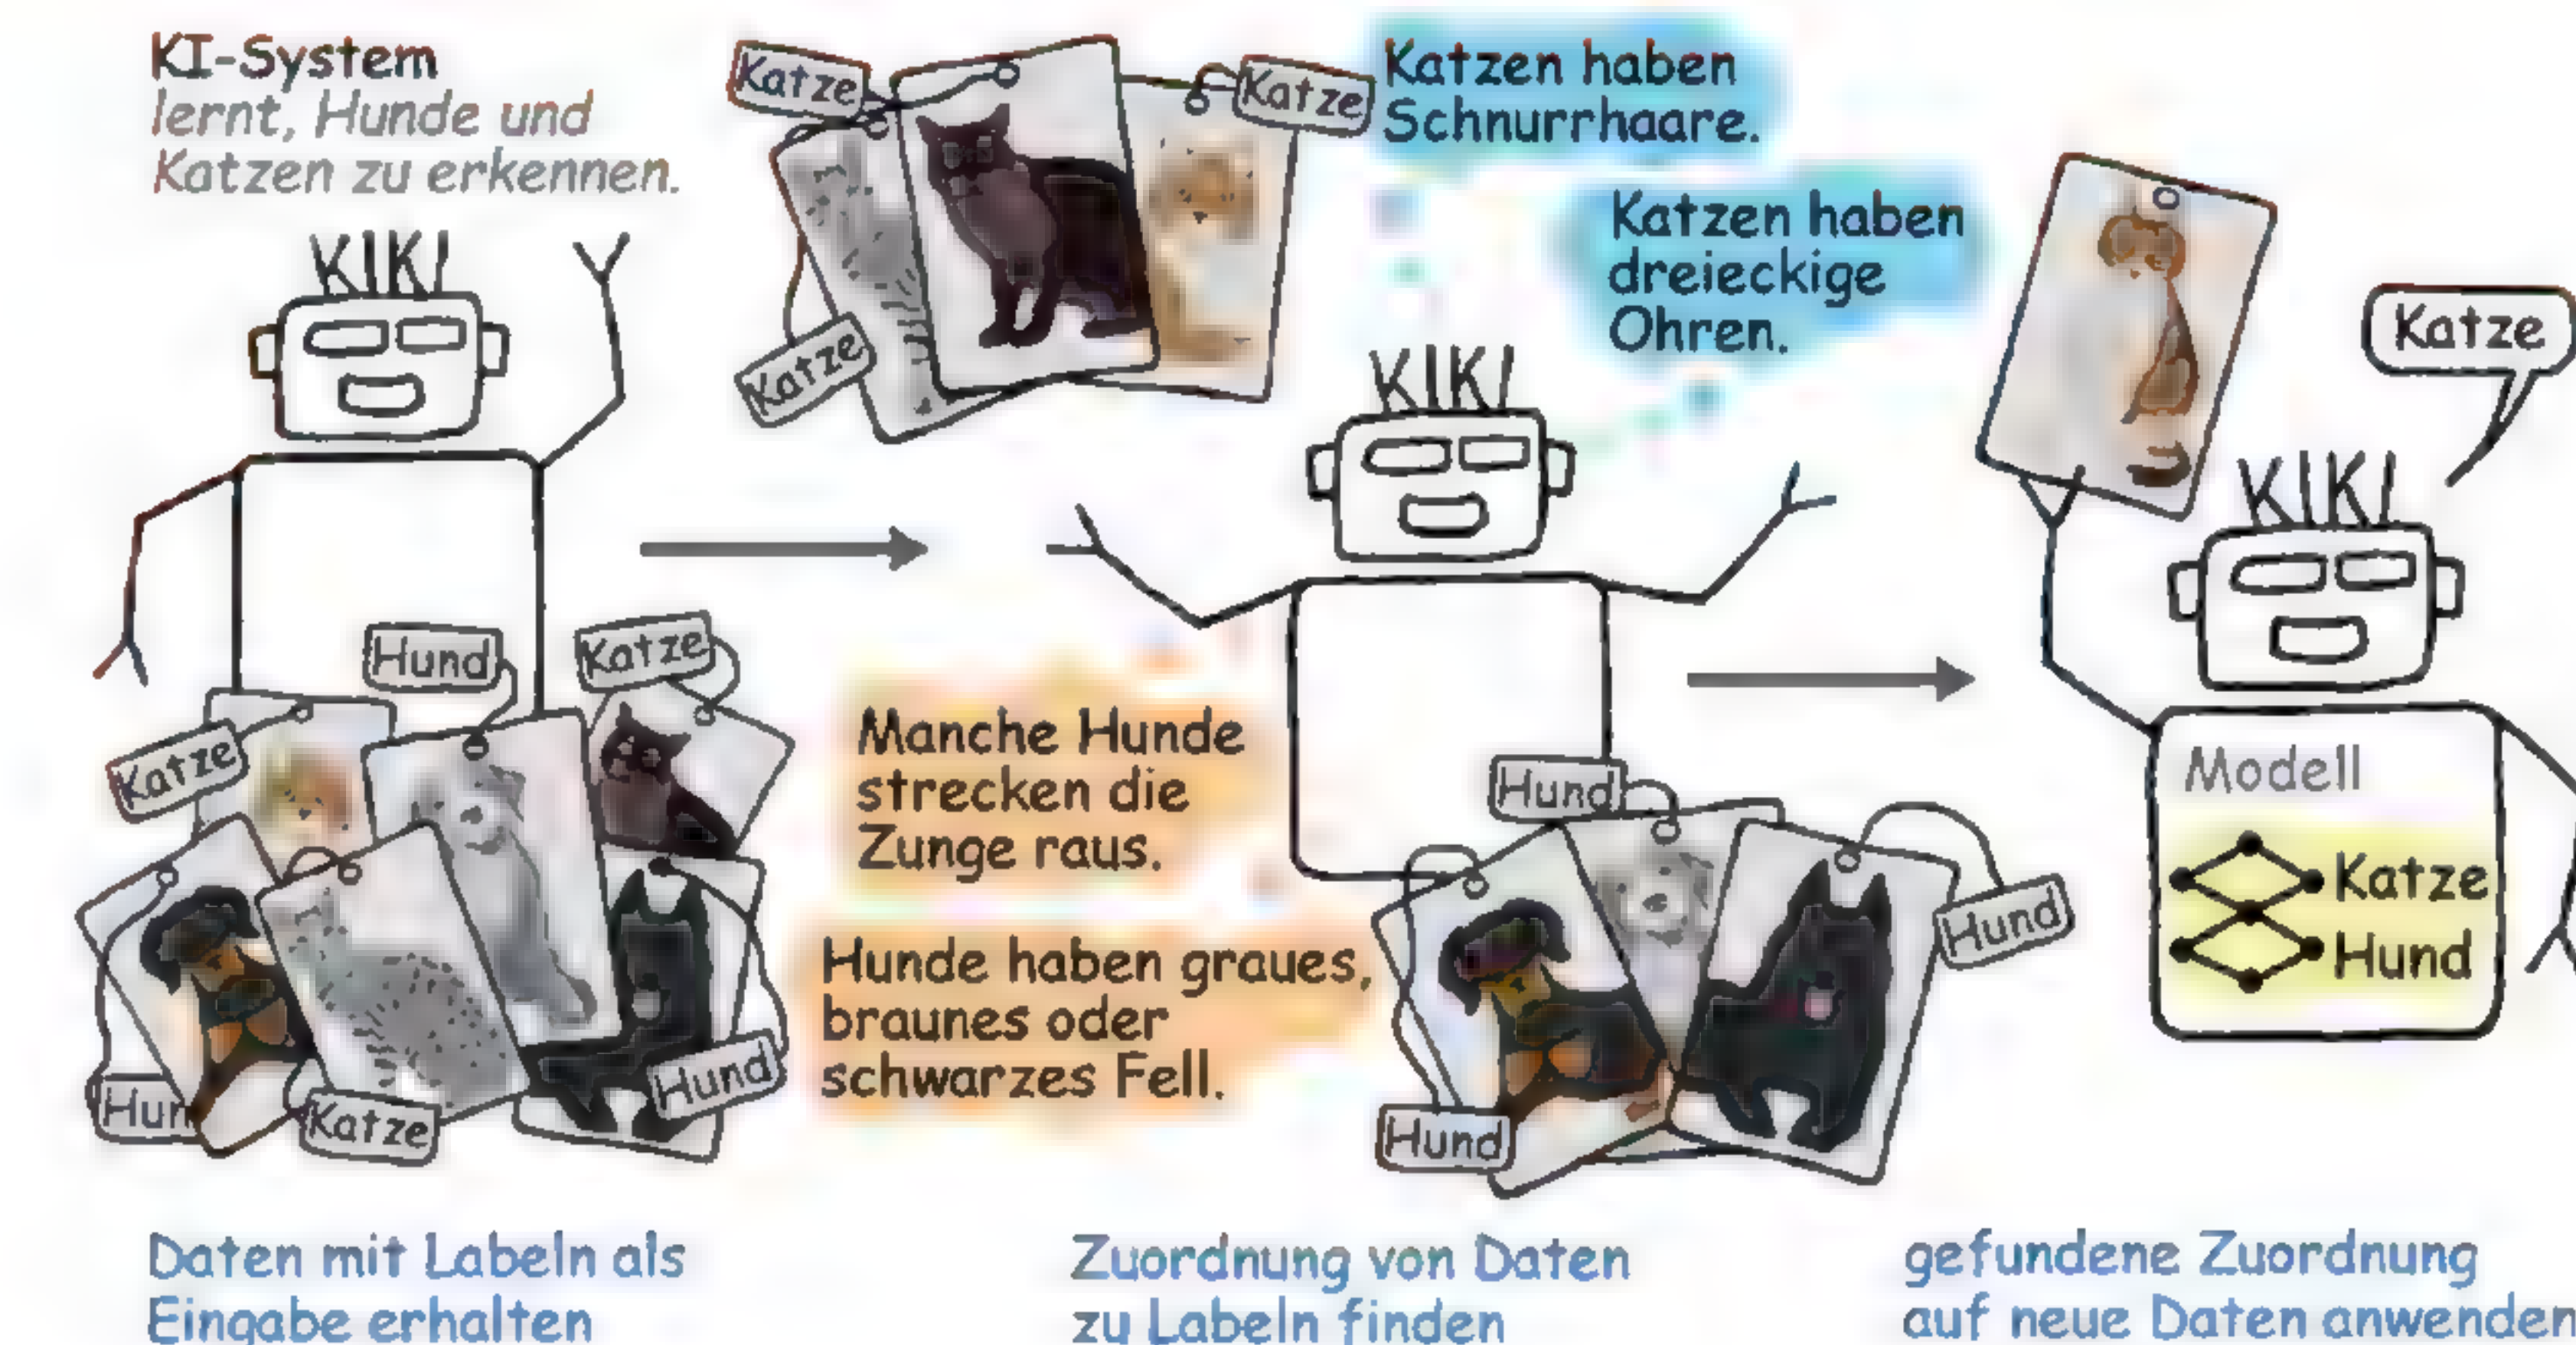 KI-System
lernt, Hunde und
Katzen zu erkennen.
KIKI
Hund
Katze
Katze
Hun
Katze
Hund
Daten mit Labeln als
Eingabe erhalten
Katze
Katze
Katze
Katzen haben
Schnurrhaare.
Katzen haben
dreieckige
Ohren.
KIKI
Manche Hunde
strecken die
Zunge raus.
Hunde haben graues,
braunes oder
schwarzes Fell.
Hund
Hund
Hund
Zuordnung von Daten
zu Labeln finden
Katze
KIKI
Modell
Katze
Hund
gefundene Zuordnung
auf neue Daten anwenden